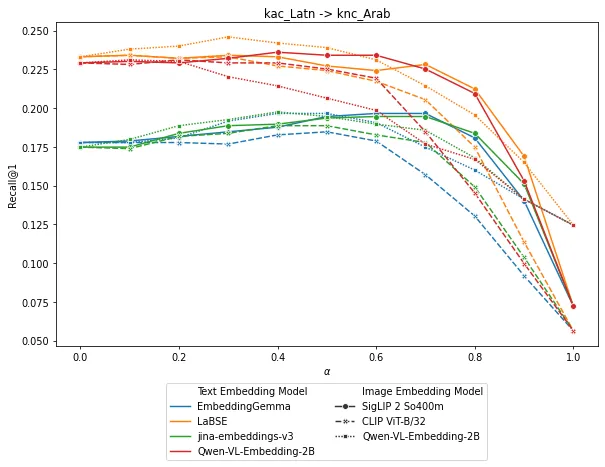 kac_Latn -> knc_Arab
Recall@1
0.250
0.225
0.200
0.175
0.150
0.125
0.100
0.075
0.050
0.0 0.2 0.4 0.6 0.8 1.0
α
Text Embedding Model
EmbeddingGemma
LaBSE
jina-embeddings-v3
Qwen-VL-Embedding-2B
Image Embedding Model
SigLIP 2 So400m
CLIP ViT-B/32
Qwen-VL-Embedding-2B